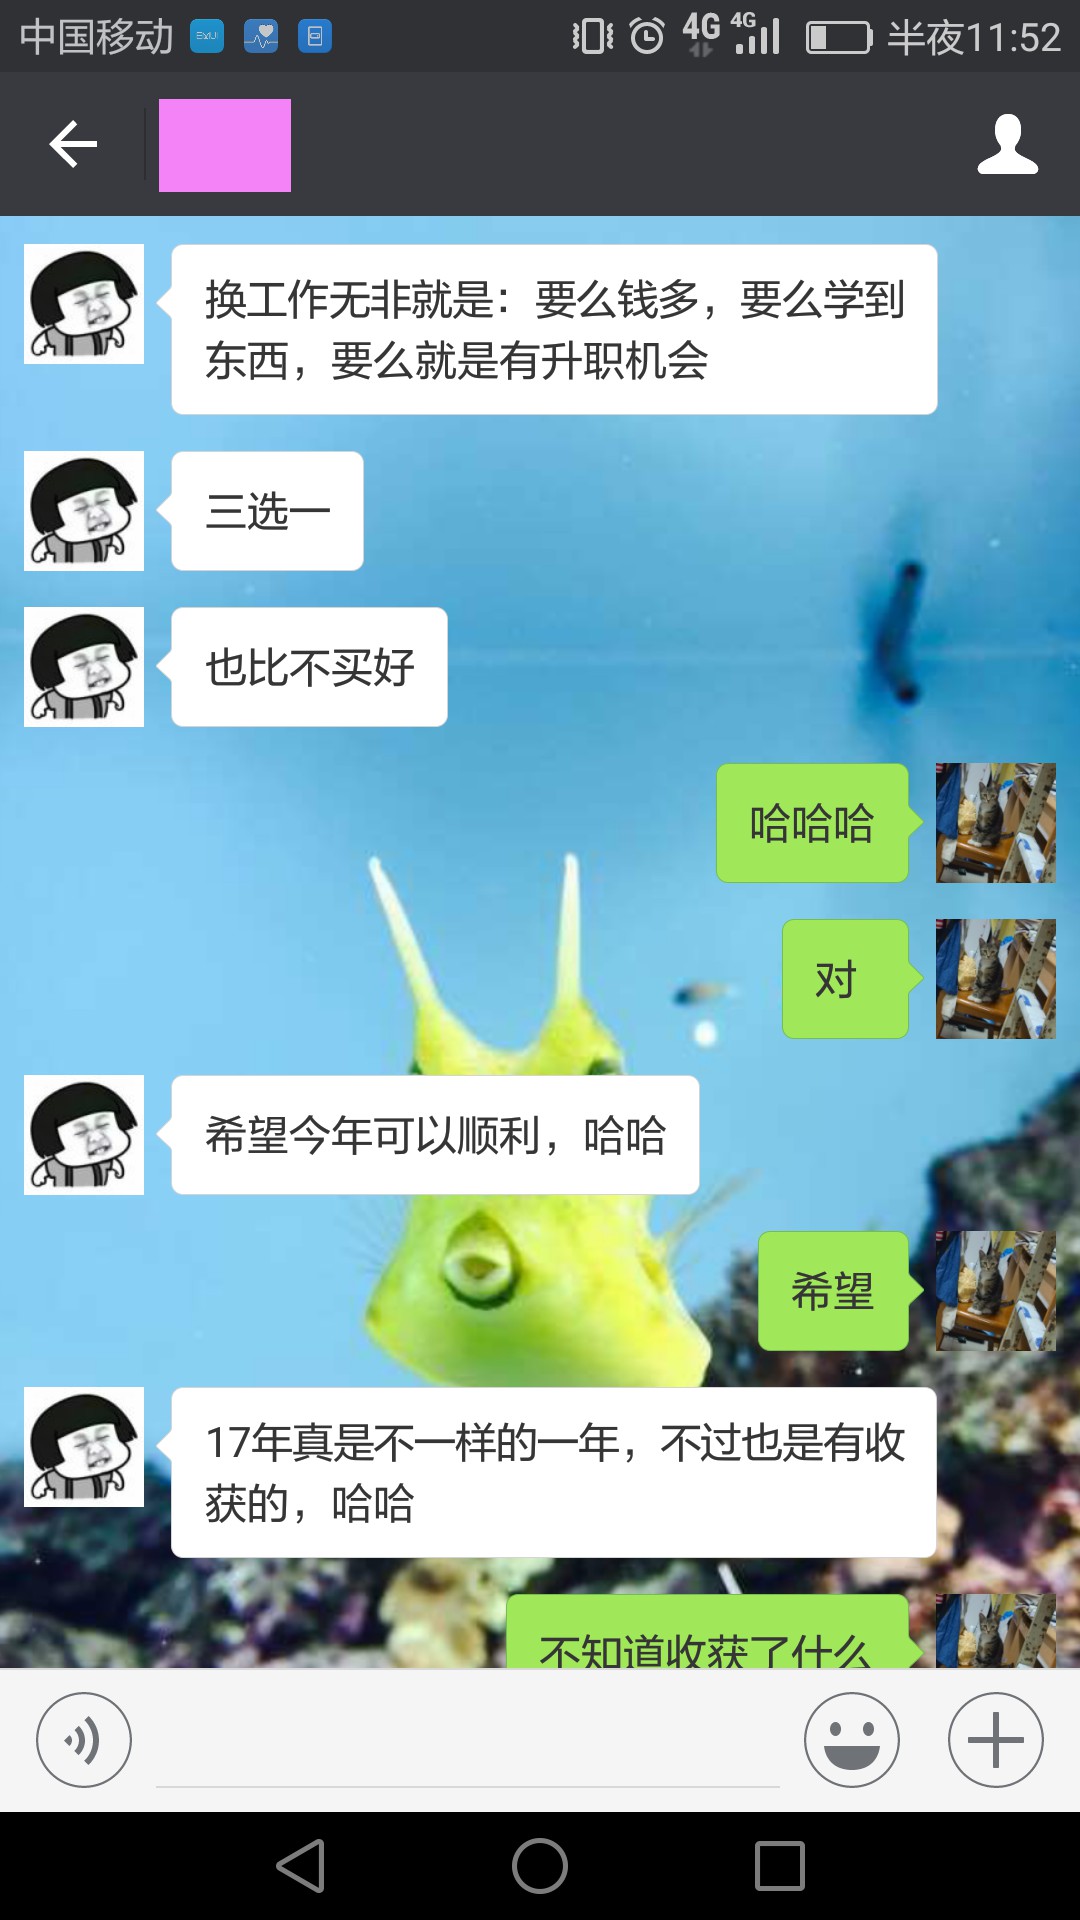 中国移动 EMUI 4G 4G 半夜11:52
换工作无非就是：要么钱多，要么学到
东西，要么就是有升职机会
三选一
也比不买好
哈哈哈
对
希望今年可以顺利，哈哈
希望
17年真是不一样的一年，不过也是有收
获的，哈哈
不知道收获了什么